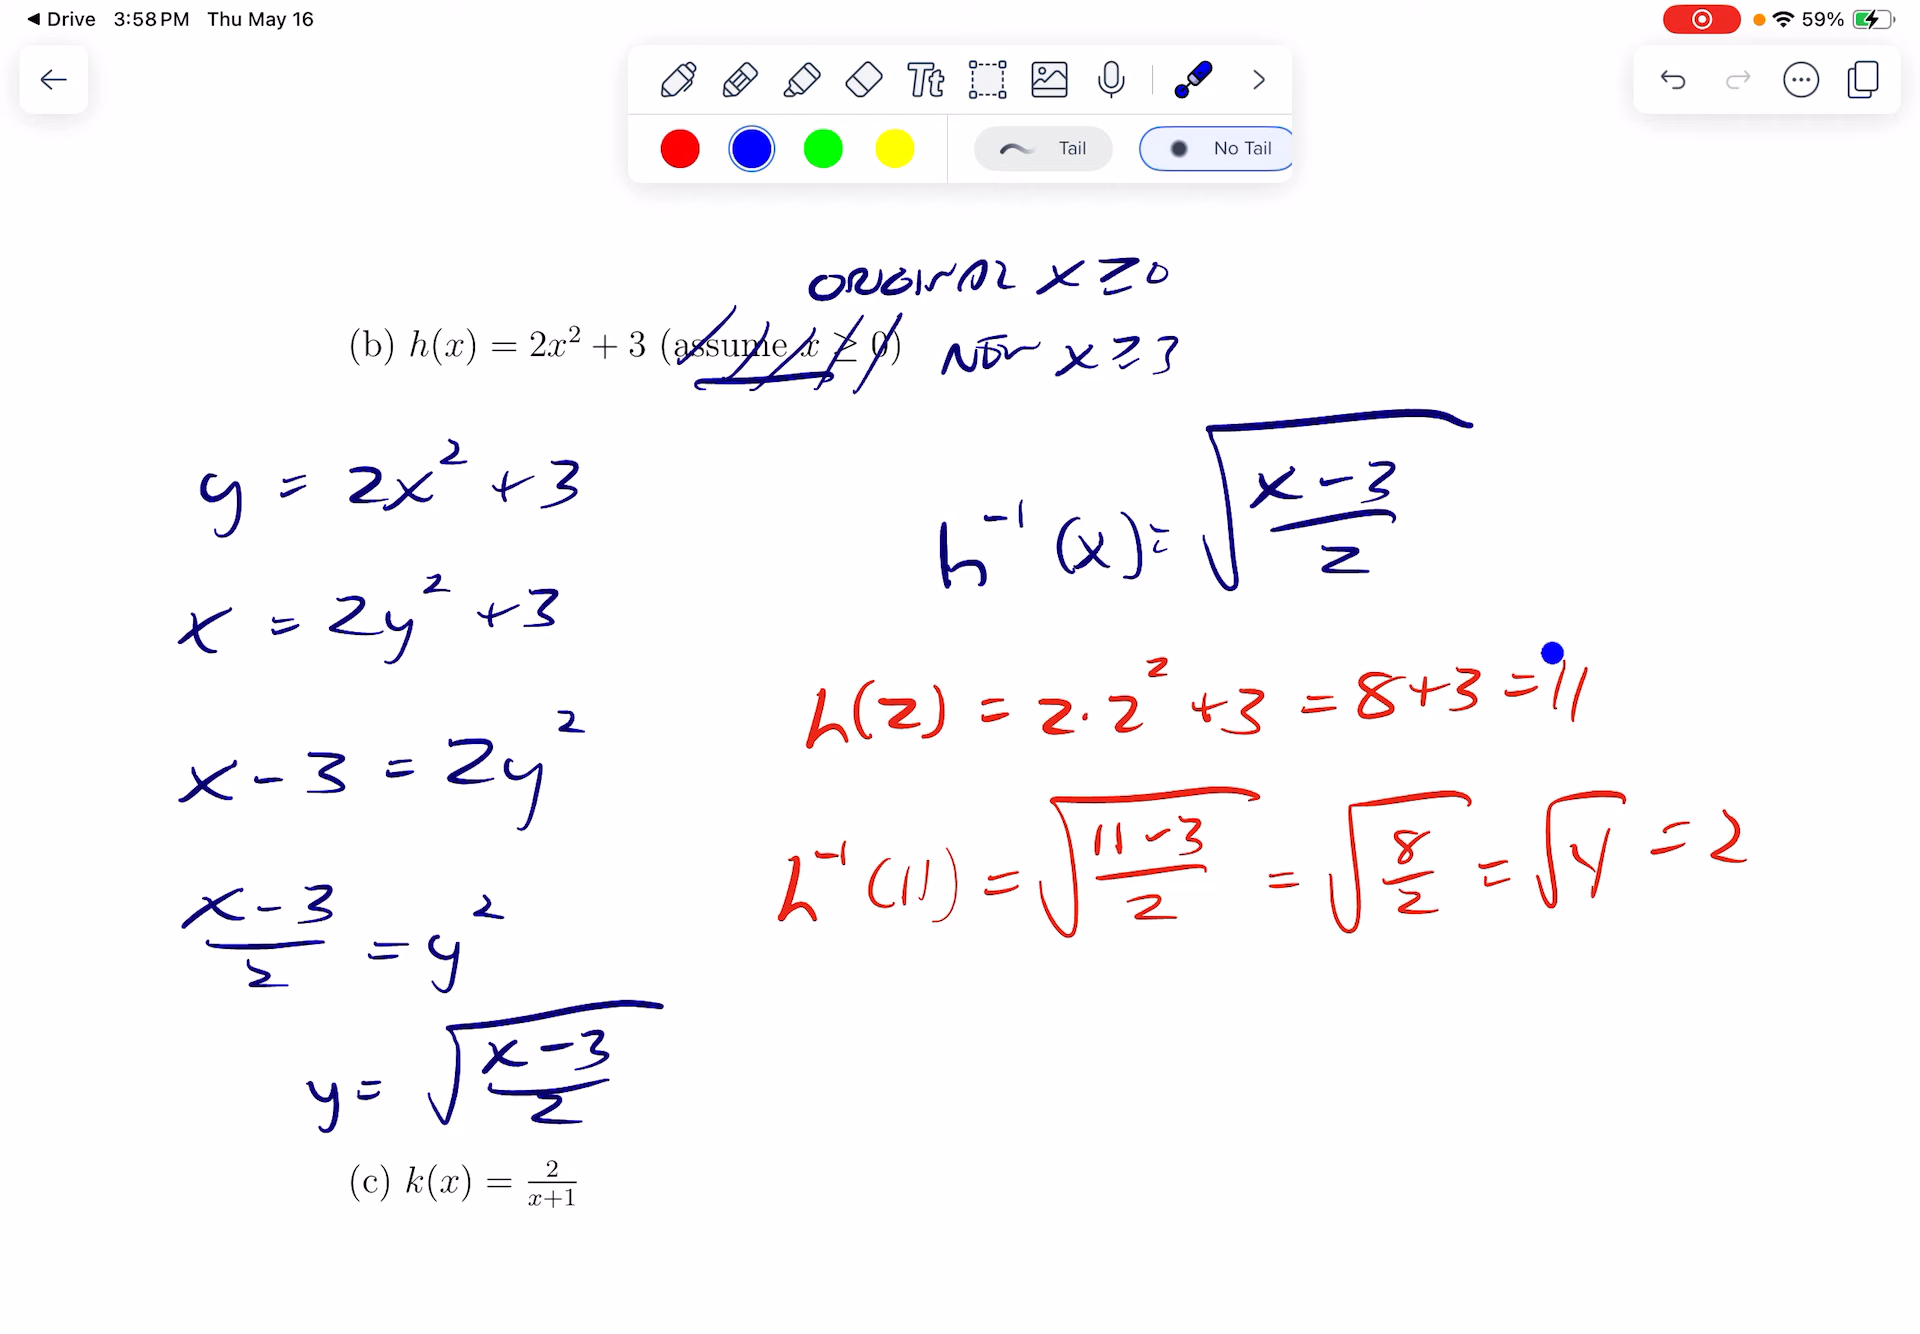 ◀ Drive 3:58 PM Thu May 16
59%
Tt
Tail
No Tail
ORIGINAL x ≥ 0
(b) h(x) = 2x² + 3 (assume x ≥ 0)
NOW x ≥ 3
y = 2x² + 3
h⁻¹(x) = √((x - 3)/2)
x = 2y² + 3
h(2) = 2 · 2² + 3 = 8 + 3 = 11
x - 3 = 2y²
h⁻¹(11) = √((11 - 3)/2) = √(8/2) = √4 = 2
(x - 3)/2 = y²
y = √((x - 3)/2)
(c) k(x) = 2/(x+1)